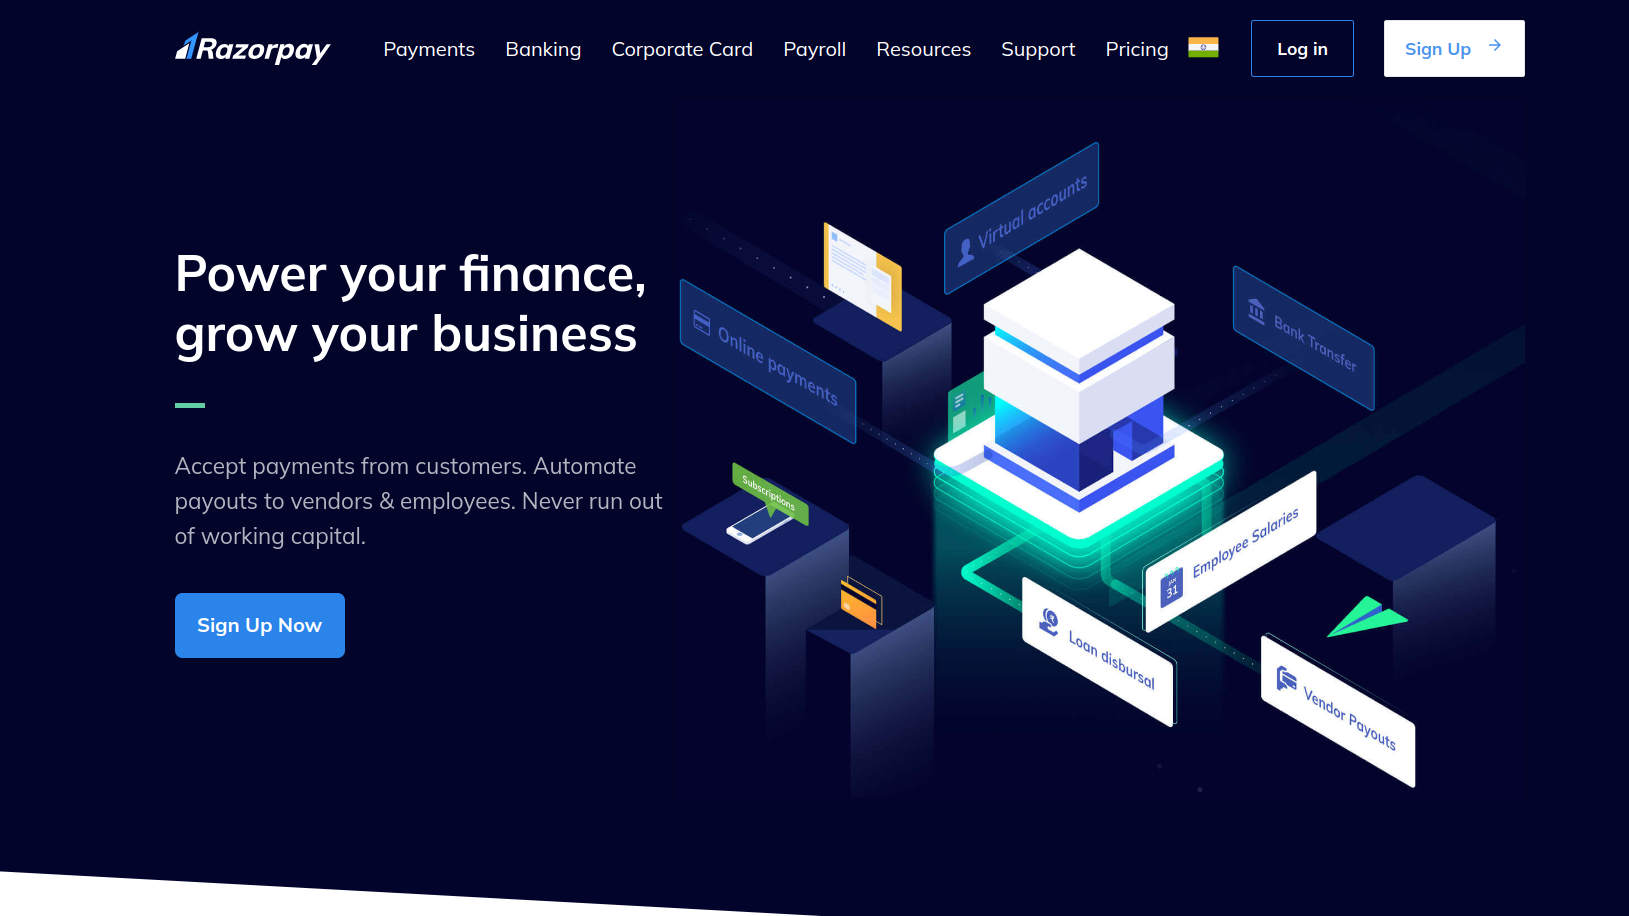 Razorpay
Payments Banking Corporate Card Payroll Resources Support Pricing Log in Sign Up
Power your finance,
grow your business
Accept payments from customers. Automate
payouts to vendors & employees. Never run out
of working capital.
Sign Up Now
Virtual accounts
Online payments
Bank Transfer
Subscriptions
Employee Salaries
JAN
31
Loan disbursal
Vendor Payouts